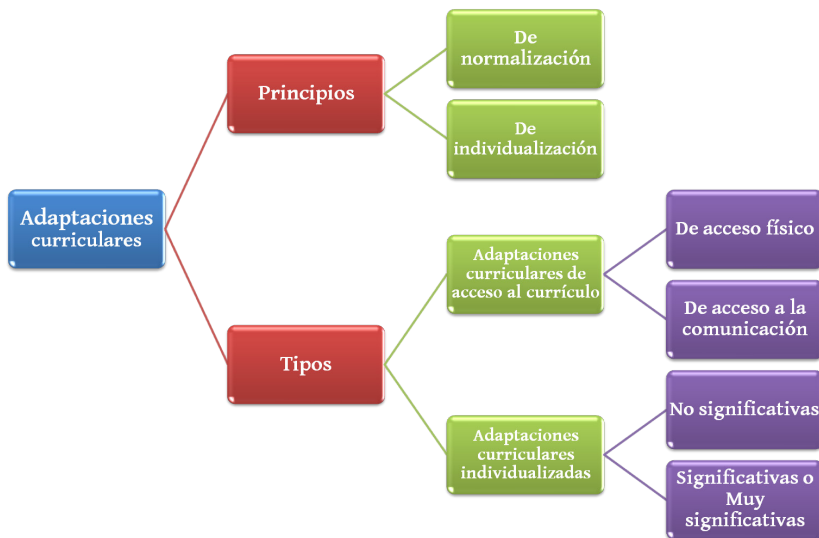 Adaptaciones
curriculares
Principios
De
normalización
De
individualización
Tipos
Adaptaciones
curriculares de
acceso al currículo
De acceso físico
De acceso a la
comunicación
Adaptaciones
curriculares
individualizadas
No significativas
Significativas o
Muy
significativas